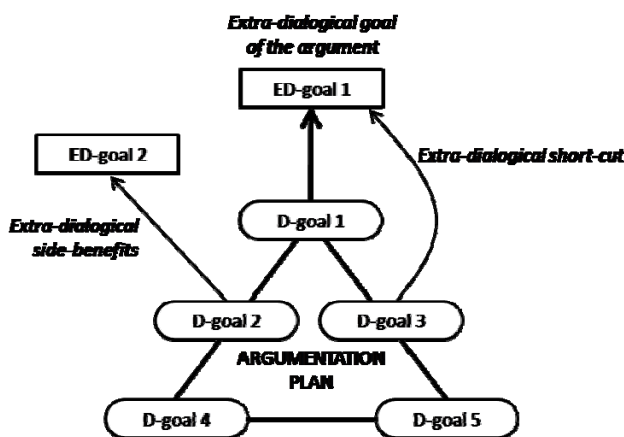 Extra-dialogical goal
of the argument
ED-goal 1
ED-goal 2
Extra-dialogical short-cut
D-goal 1
Extra-dialogical
side-benefits
D-goal 2
D-goal 3
ARGUMENTATION
PLAN
D-goal 4
D-goal 5